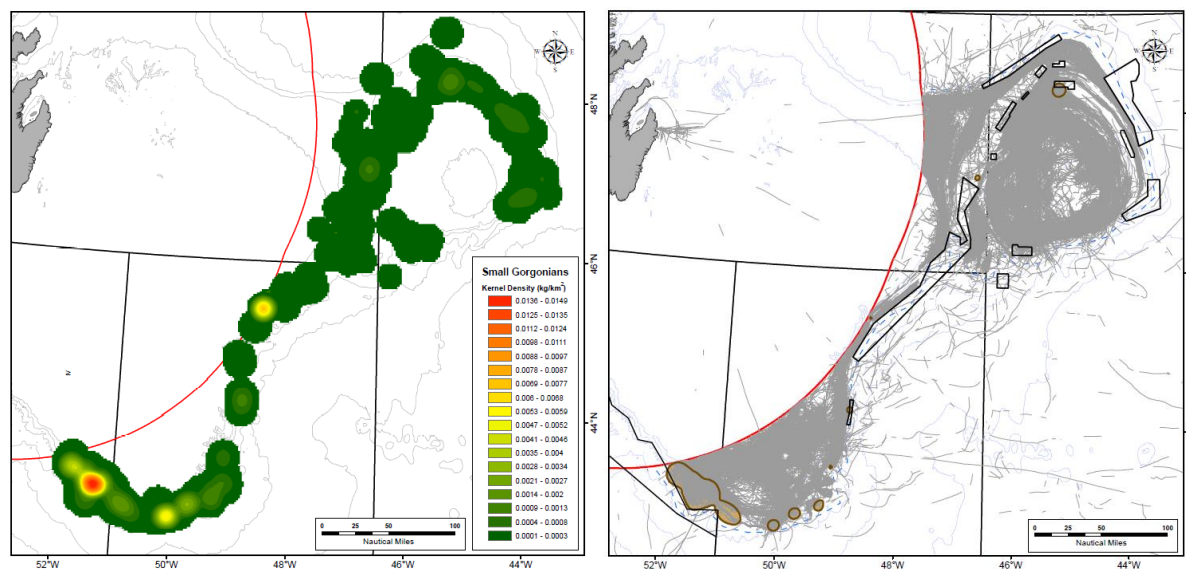 N
W E
S
48°N
46°N
44°N
Small Gorgonians
Kernel Density (kg/km²)
0.0136 - 0.0149
0.0125 - 0.0135
0.0112 - 0.0124
0.0098 - 0.0111
0.0088 - 0.0097
0.0078 - 0.0087
0.0069 - 0.0077
0.006 - 0.0068
0.0053 - 0.0059
0.0047 - 0.0052
0.0041 - 0.0046
0.0035 - 0.004
0.0028 - 0.0034
0.0021 - 0.0027
0.0014 - 0.002
0.0009 - 0.0013
0.0004 - 0.0008
0.0001 - 0.0003
0 50 100
Nautical Miles
52°W 50°W 48°W 46°W 44°W
N
W E
S
48°N
46°N
44°N
0 50 100
Nautical Miles
52°W 50°W 48°W 46°W 44°W